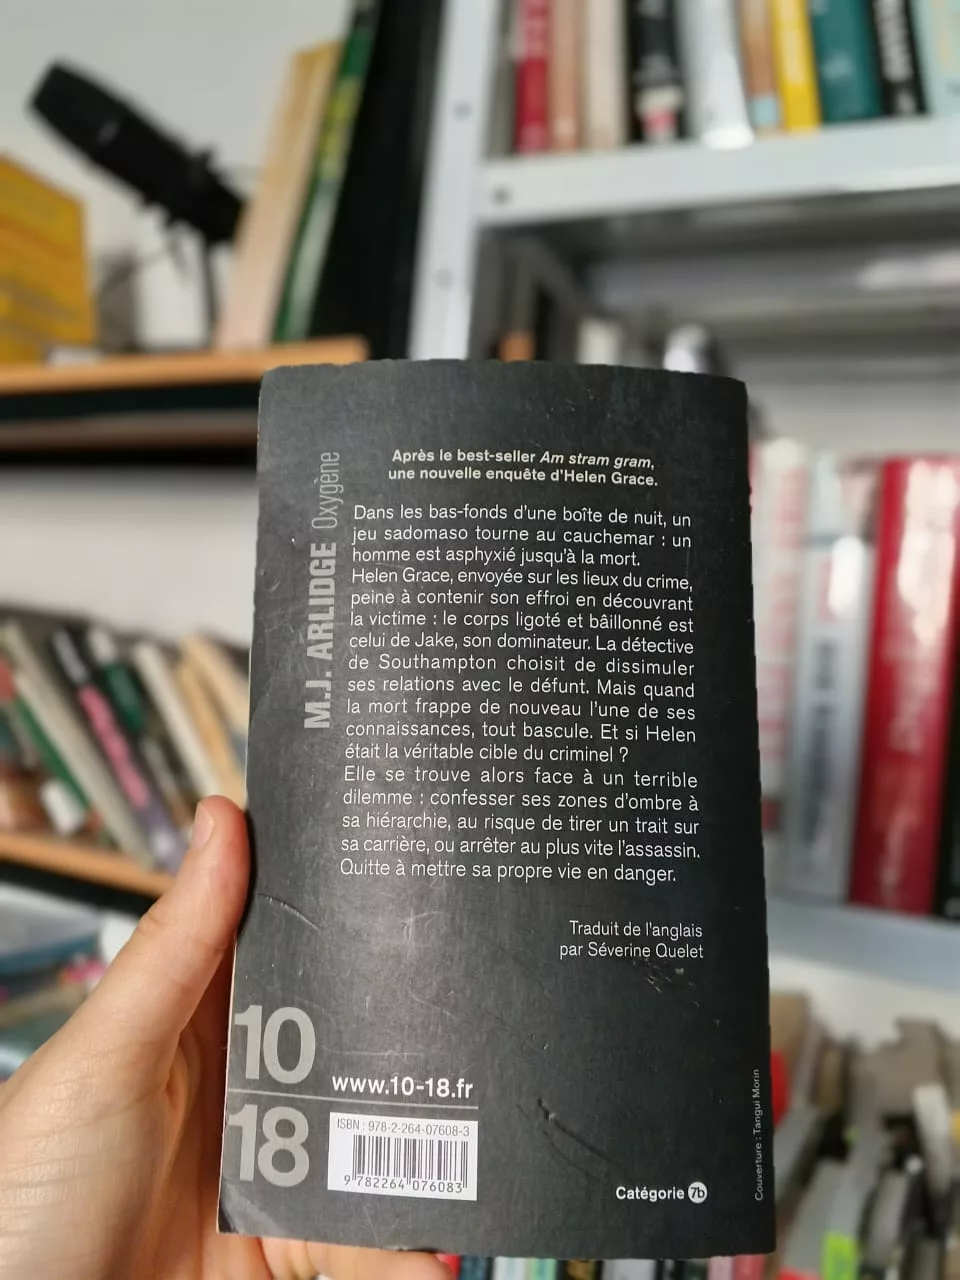 M.J. ARLIDGE Oxygène
Après le best-seller Am stram gram,
une nouvelle enquête d'Helen Grace.
Dans les bas-fonds d'une boîte de nuit, un
jeu sadomaso tourne au cauchemar : un
homme est asphyxié jusqu'à la mort.
Helen Grace, envoyée sur les lieux du crime,
peine à contenir son effroi en découvrant
la victime : le corps ligoté et bâillonné est
celui de Jake, son dominateur. La détective
de Southampton choisit de dissimuler
ses relations avec le défunt. Mais quand
la mort frappe de nouveau l'une de ses
connaissances, tout bascule. Et si Helen
était la véritable cible du criminel ?
Elle se trouve alors face à un terrible
dilemme : confesser ses zones d'ombre à
sa hiérarchie, au risque de tirer un trait sur
sa carrière, ou arrêter au plus vite l'assassin.
Quitte à mettre sa propre vie en danger.
Traduit de l'anglais
par Séverine Quelet
10
18
www.10-18.fr
ISBN : 978-2-264-07608-3
9 782264 076083
Catégorie 7b
Couverture : Tangui Morin